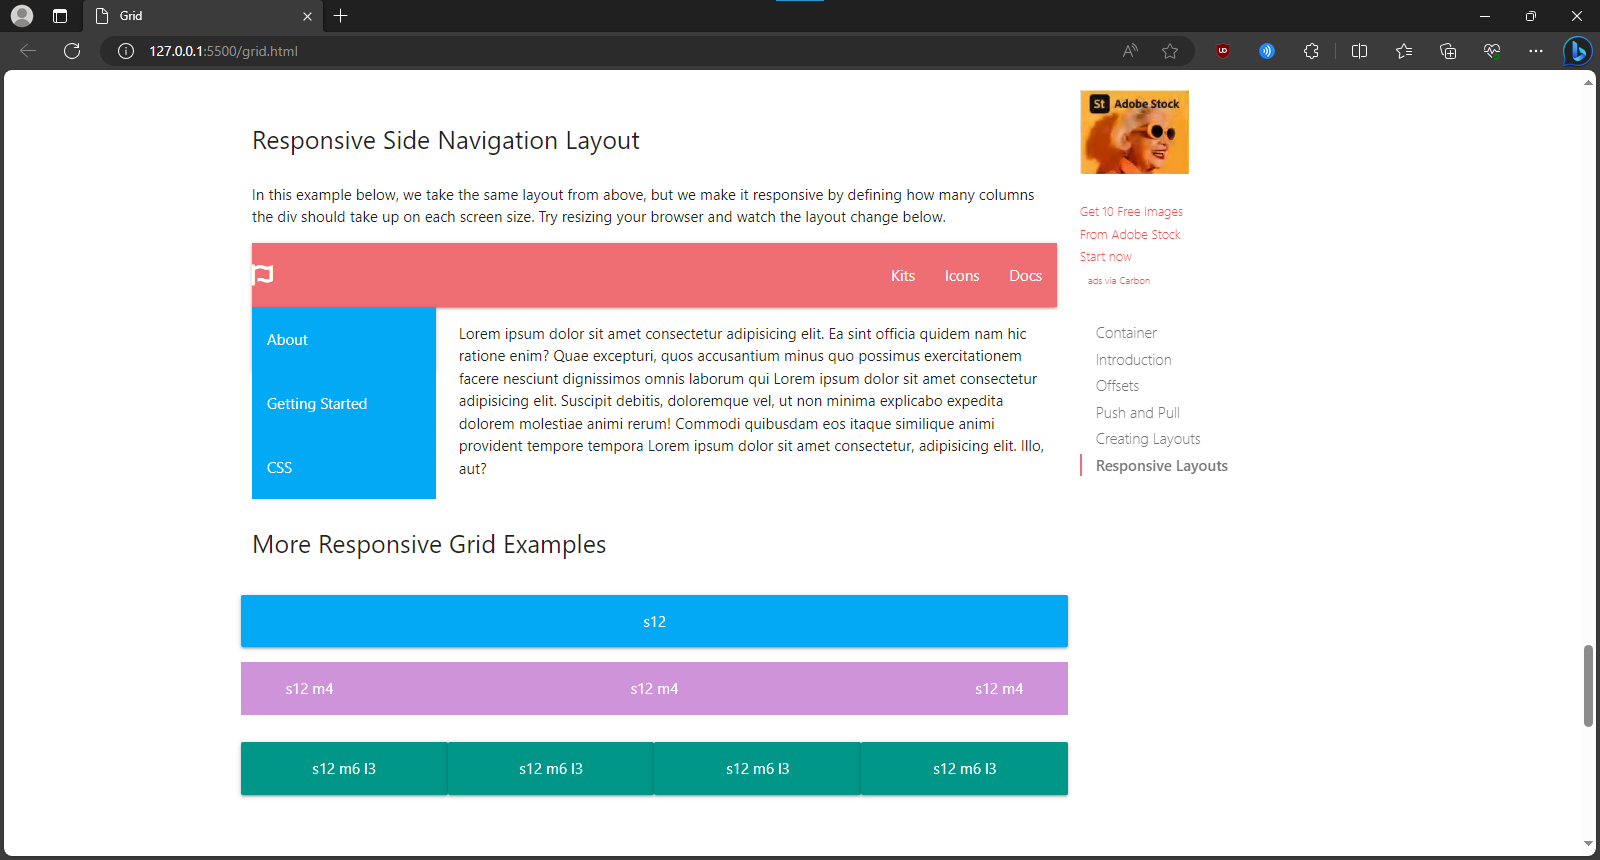 Grid
127.0.0.1:5500/grid.html
St Adobe Stock
Get 10 Free Images
From Adobe Stock
Start now
ads via Carbon
Responsive Side Navigation Layout
In this example below, we take the same layout from above, but we make it responsive by defining how many columns
the div should take up on each screen size. Try resizing your browser and watch the layout change below.
Kits Icons Docs
About
Getting Started
CSS
Lorem ipsum dolor sit amet consectetur adipisicing elit. Ea sint officia quidem nam hic
ratione enim? Quae excepturi, quos accusantium minus quo possimus exercitationem
facere nesciunt dignissimos omnis laborum qui Lorem ipsum dolor sit amet consectetur
adipisicing elit. Suscipit debitis, doloremque vel, ut non minima explicabo expedita
dolorem molestiae animi rerum! Commodi quibusdam eos itaque similique animi
provident tempore tempora Lorem ipsum dolor sit amet consectetur, adipisicing elit. Illo,
aut?
Container
Introduction
Offsets
Push and Pull
Creating Layouts
Responsive Layouts
More Responsive Grid Examples
s12
s12 m4 s12 m4 s12 m4
s12 m6 l3 s12 m6 l3 s12 m6 l3 s12 m6 l3